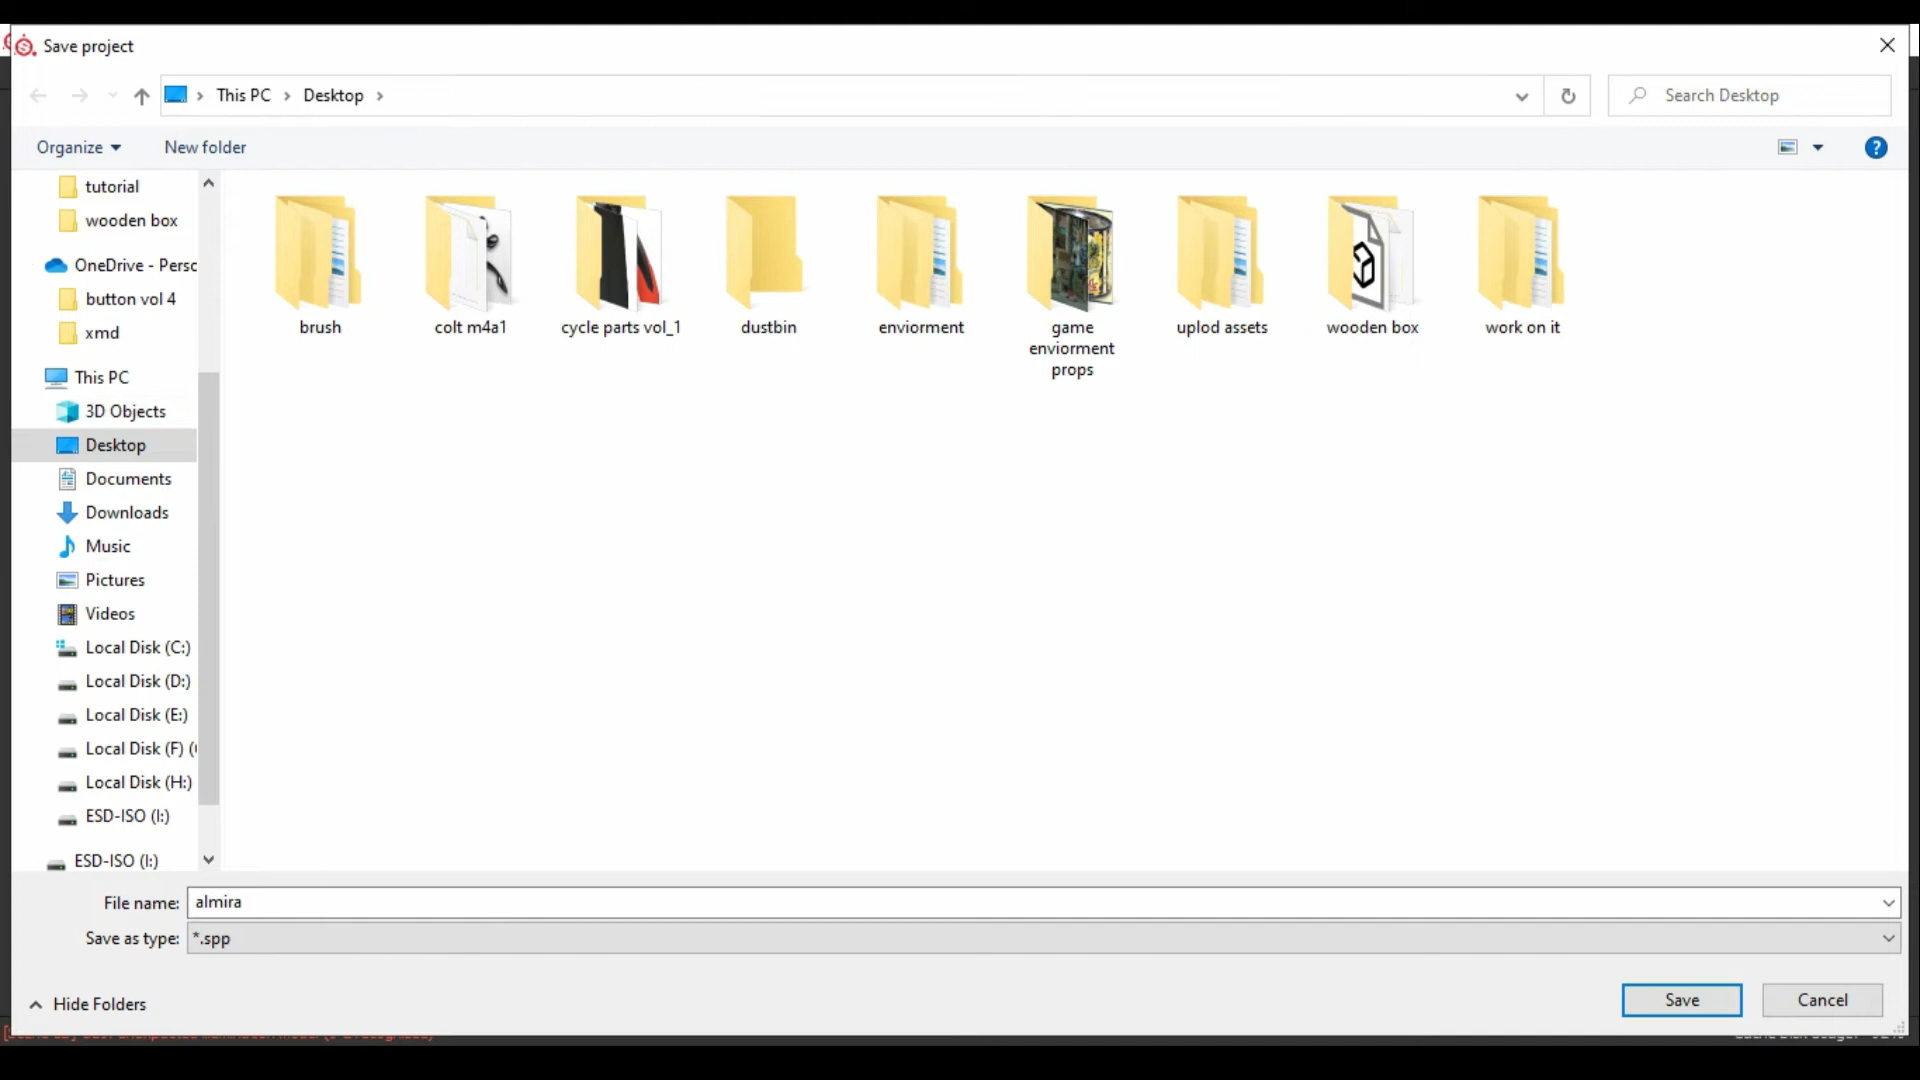 Save project
This PC
Desktop
Search Desktop
Organize
New folder
tutorial
wooden box
OneDrive - Perso
button vol 4
xmd
This PC
3D Objects
Desktop
Documents
Downloads
Music
Pictures
Videos
Local Disk (C:)
Local Disk (D:)
Local Disk (E:)
Local Disk (F) (
Local Disk (H:)
ESD-ISO (I:)
ESD-ISO (I:)
brush
colt m4a1
cycle parts vol_1
dustbin
enviorment
game
enviorment
props
uplod assets
wooden box
work on it
File name: almira
Save as type: *.spp
Hide Folders
Save
Cancel